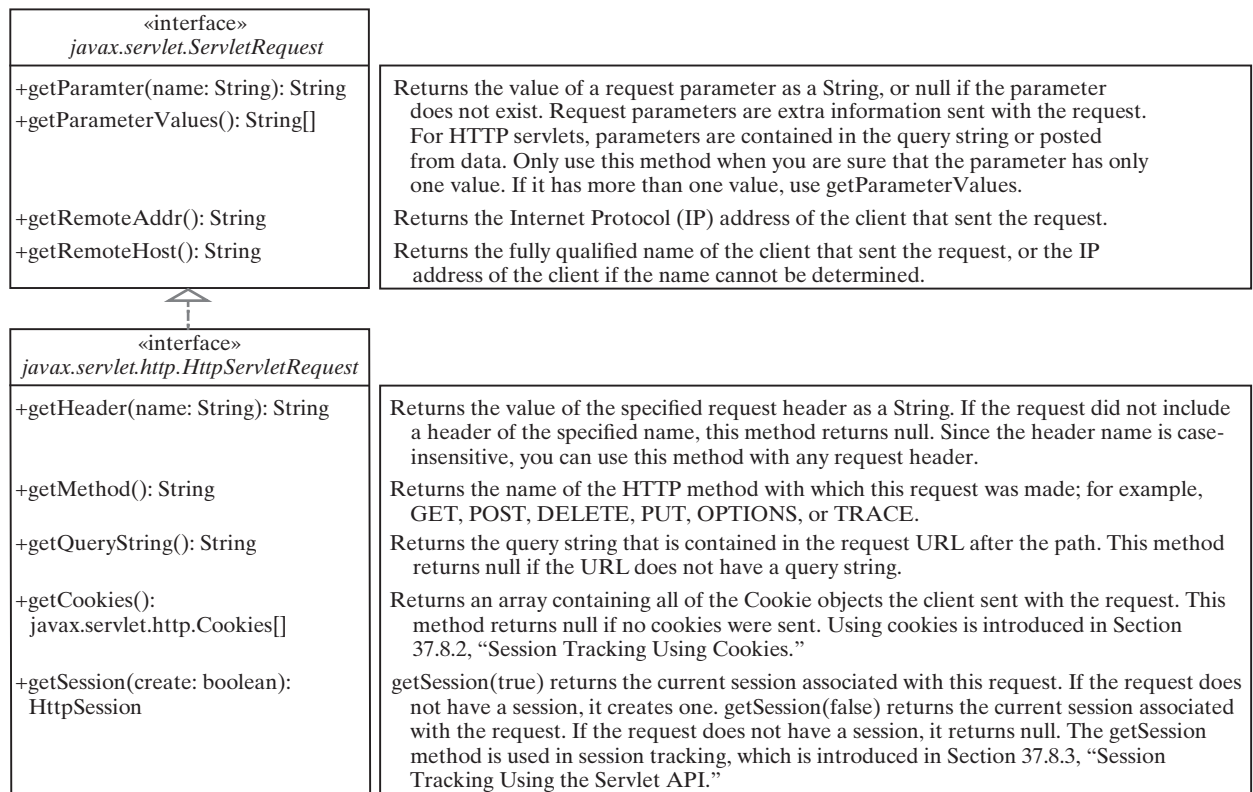 «interface»
javax.servlet.ServletRequest
+getParamter(name: String): String
+getParameterValues(): String[]
+getRemoteAddr(): String
+getRemoteHost(): String
Returns the value of a request parameter as a String, or null if the parameter
does not exist. Request parameters are extra information sent with the request.
For HTTP servlets, parameters are contained in the query string or posted
from data. Only use this method when you are sure that the parameter has only
one value. If it has more than one value, use getParameterValues.
Returns the Internet Protocol (IP) address of the client that sent the request.
Returns the fully qualified name of the client that sent the request, or the IP
address of the client if the name cannot be determined.
«interface»
javax.servlet.http.HttpServletRequest
+getHeader(name: String): String
+getMethod(): String
+getQueryString(): String
+getCookies():
javax.servlet.http.Cookies[]
+getSession(create: boolean):
HttpSession
Returns the value of the specified request header as a String. If the request did not include
a header of the specified name, this method returns null. Since the header name is case-
insensitive, you can use this method with any request header.
Returns the name of the HTTP method with which this request was made; for example,
GET, POST, DELETE, PUT, OPTIONS, or TRACE.
Returns the query string that is contained in the request URL after the path. This method
returns null if the URL does not have a query string.
Returns an array containing all of the Cookie objects the client sent with the request. This
method returns null if no cookies were sent. Using cookies is introduced in Section
37.8.2, “Session Tracking Using Cookies.”
getSession(true) returns the current session associated with this request. If the request does
not have a session, it creates one. getSession(false) returns the current session associated
with the request. If the request does not have a session, it returns null. The getSession
method is used in session tracking, which is introduced in Section 37.8.3, “Session
Tracking Using the Servlet API.”